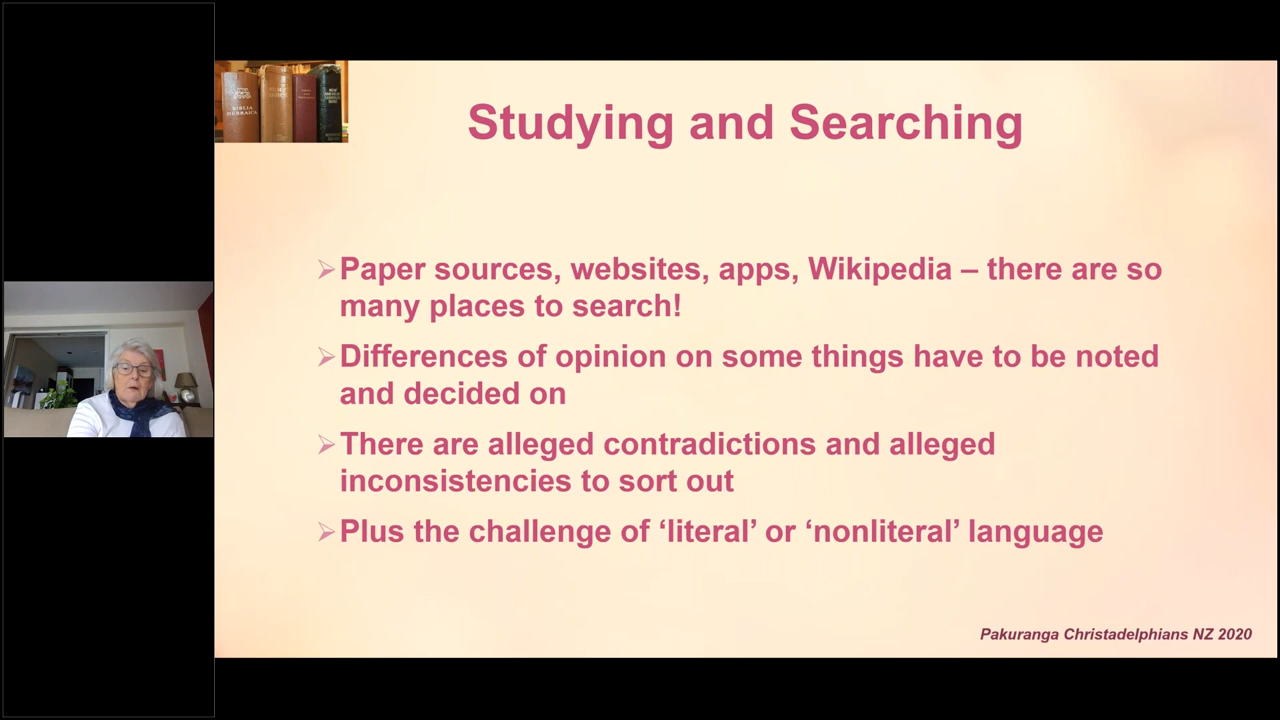 BIBLIA
HEBRAICA
Studying and Searching
Paper sources, websites, apps, Wikipedia – there are so
many places to search!
Differences of opinion on some things have to be noted
and decided on
There are alleged contradictions and alleged
inconsistencies to sort out
Plus the challenge of ‘literal’ or ‘nonliteral’ language
Pakuranga Christadelphians NZ 2020